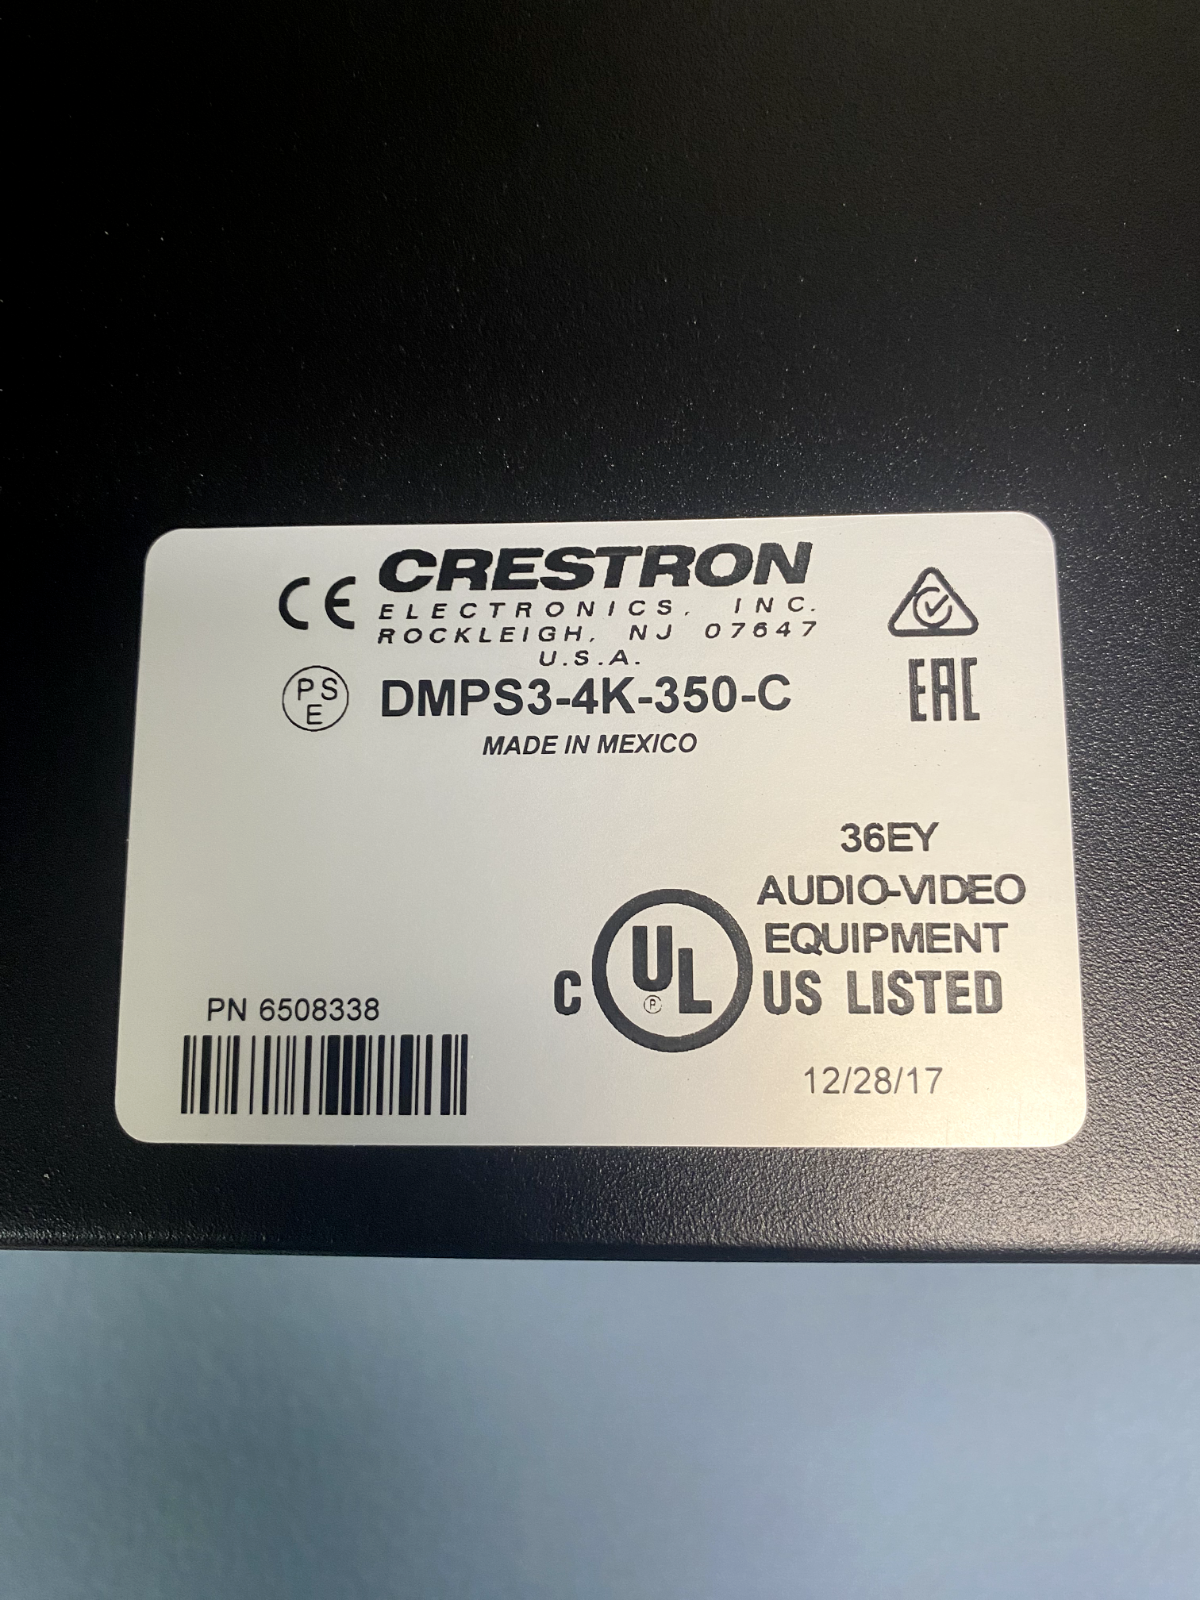 CE
CRESTRON
ELECTRONICS, INC.
ROCKLEIGH, NJ 07647
U.S.A.
PS
E
DMPS3-4K-350-C
EAC
MADE IN MEXICO
36EY
AUDIO-VIDEO
EQUIPMENT
C UL US LISTED
PN 6508338
12/28/17